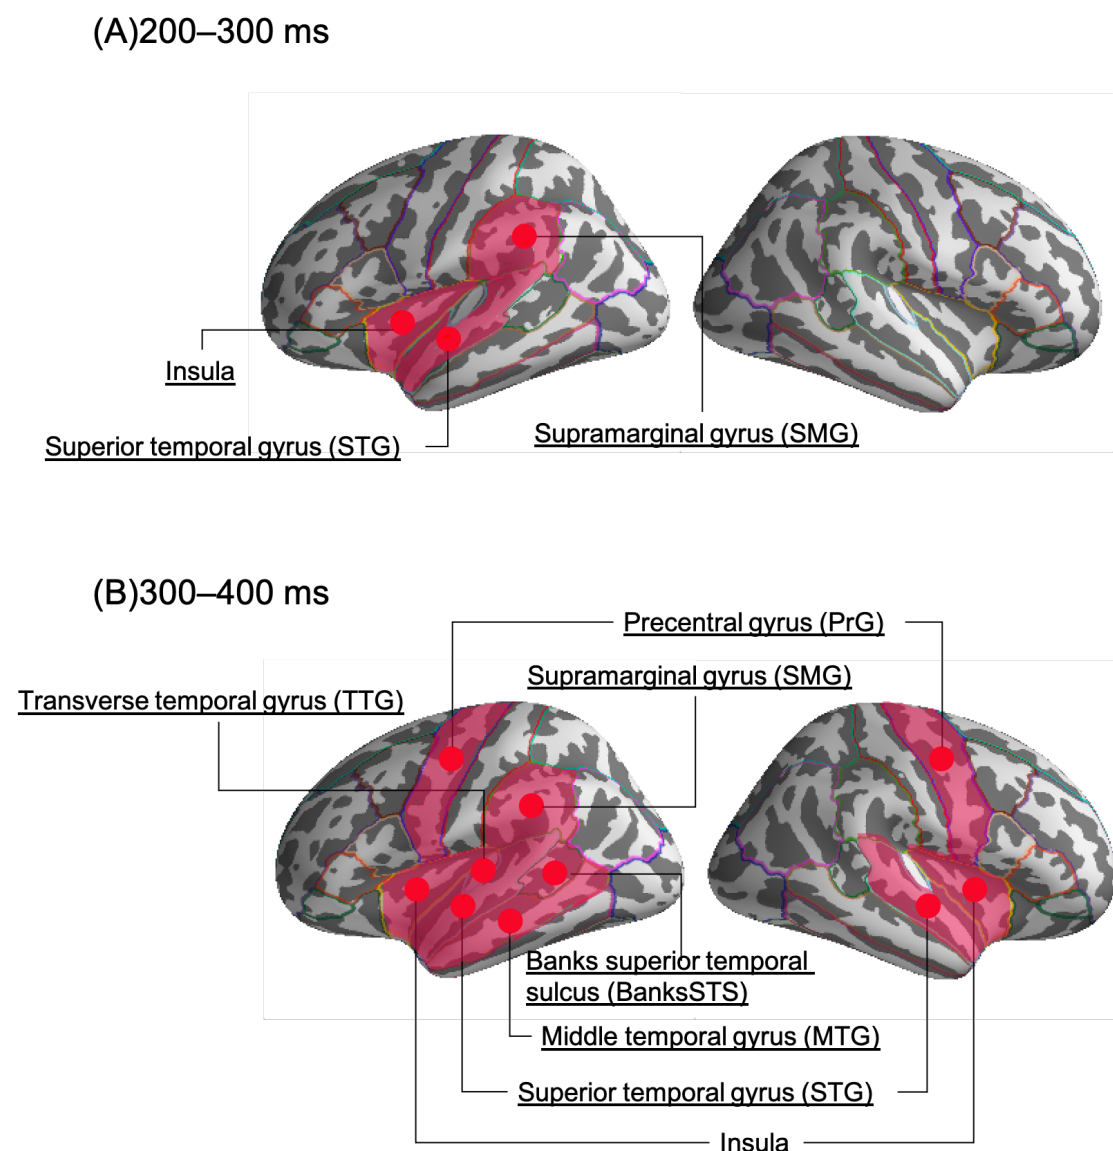 (A)200–300 ms
Insula
Superior temporal gyrus (STG)
Supramarginal gyrus (SMG)
(B)300–400 ms
Precentral gyrus (PrG)
Supramarginal gyrus (SMG)
Transverse temporal gyrus (TTG)
Banks superior temporal
sulcus (BanksSTS)
Middle temporal gyrus (MTG)
Superior temporal gyrus (STG)
Insula